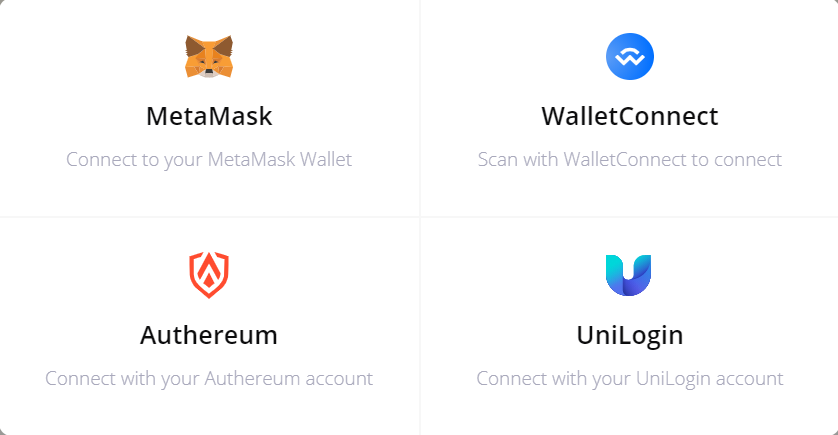 MetaMask
Connect to your MetaMask Wallet
WalletConnect
Scan with WalletConnect to connect
Authereum
Connect with your Authereum account
UniLogin
Connect with your UniLogin account